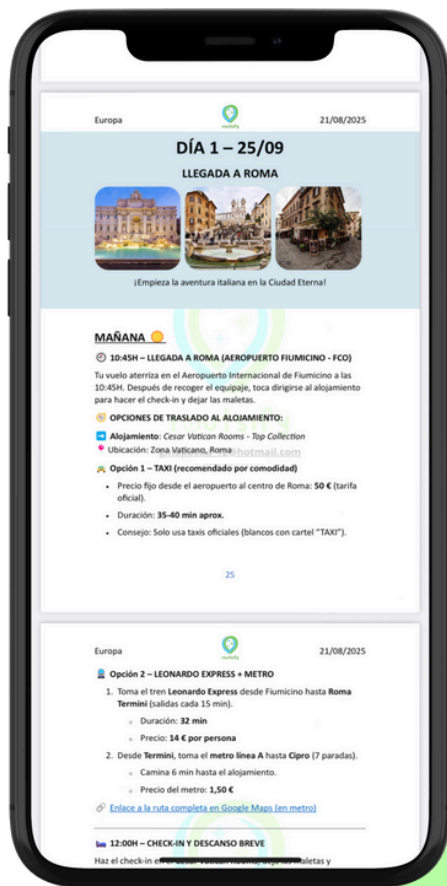 Europa
21/08/2025
DÍA 1 – 25/09
LLEGADA A ROMA
¡Empieza la aventura italiana en la Ciudad Eterna!
MAÑANA
10:45H – LLEGADA A ROMA (AEROPUERTO FIUMICINO - FCO)
Tu vuelo aterriza en el Aeropuerto Internacional de Fiumicino a las
10:45H. Después de recoger el equipaje, toca dirigirse al alojamiento
para hacer el check-in y dejar las maletas.
OPCIONES DE TRASLADO AL ALOJAMIENTO:
Alojamiento: Cesar Vatican Rooms - Top Collection
Ubicación: Zona Vaticano, Roma
Opción 1 – TAXI (recomendado por comodidad)
• Precio fijo desde el aeropuerto al centro de Roma: 50 € (tarifa
oficial).
• Duración: 35-40 min aprox.
• Consejo: Solo usa taxis oficiales (blancos con cartel “TAXI”).
25
Europa
21/08/2025
Opción 2 – LEONARDO EXPRESS + METRO
1. Toma el tren Leonardo Express desde Fiumicino hasta Roma
Termini (salidas cada 15 min).
Duración: 32 min
Precio: 14 € por persona
2. Desde Termini, toma el metro línea A hasta Cipro (7 paradas).
Camina 6 min hasta el alojamiento.
Precio del metro: 1,50 €
Enlace a la ruta completa en Google Maps (en metro)
12:00H – CHECK-IN Y DESCANSO BREVE
Haz el check-in en